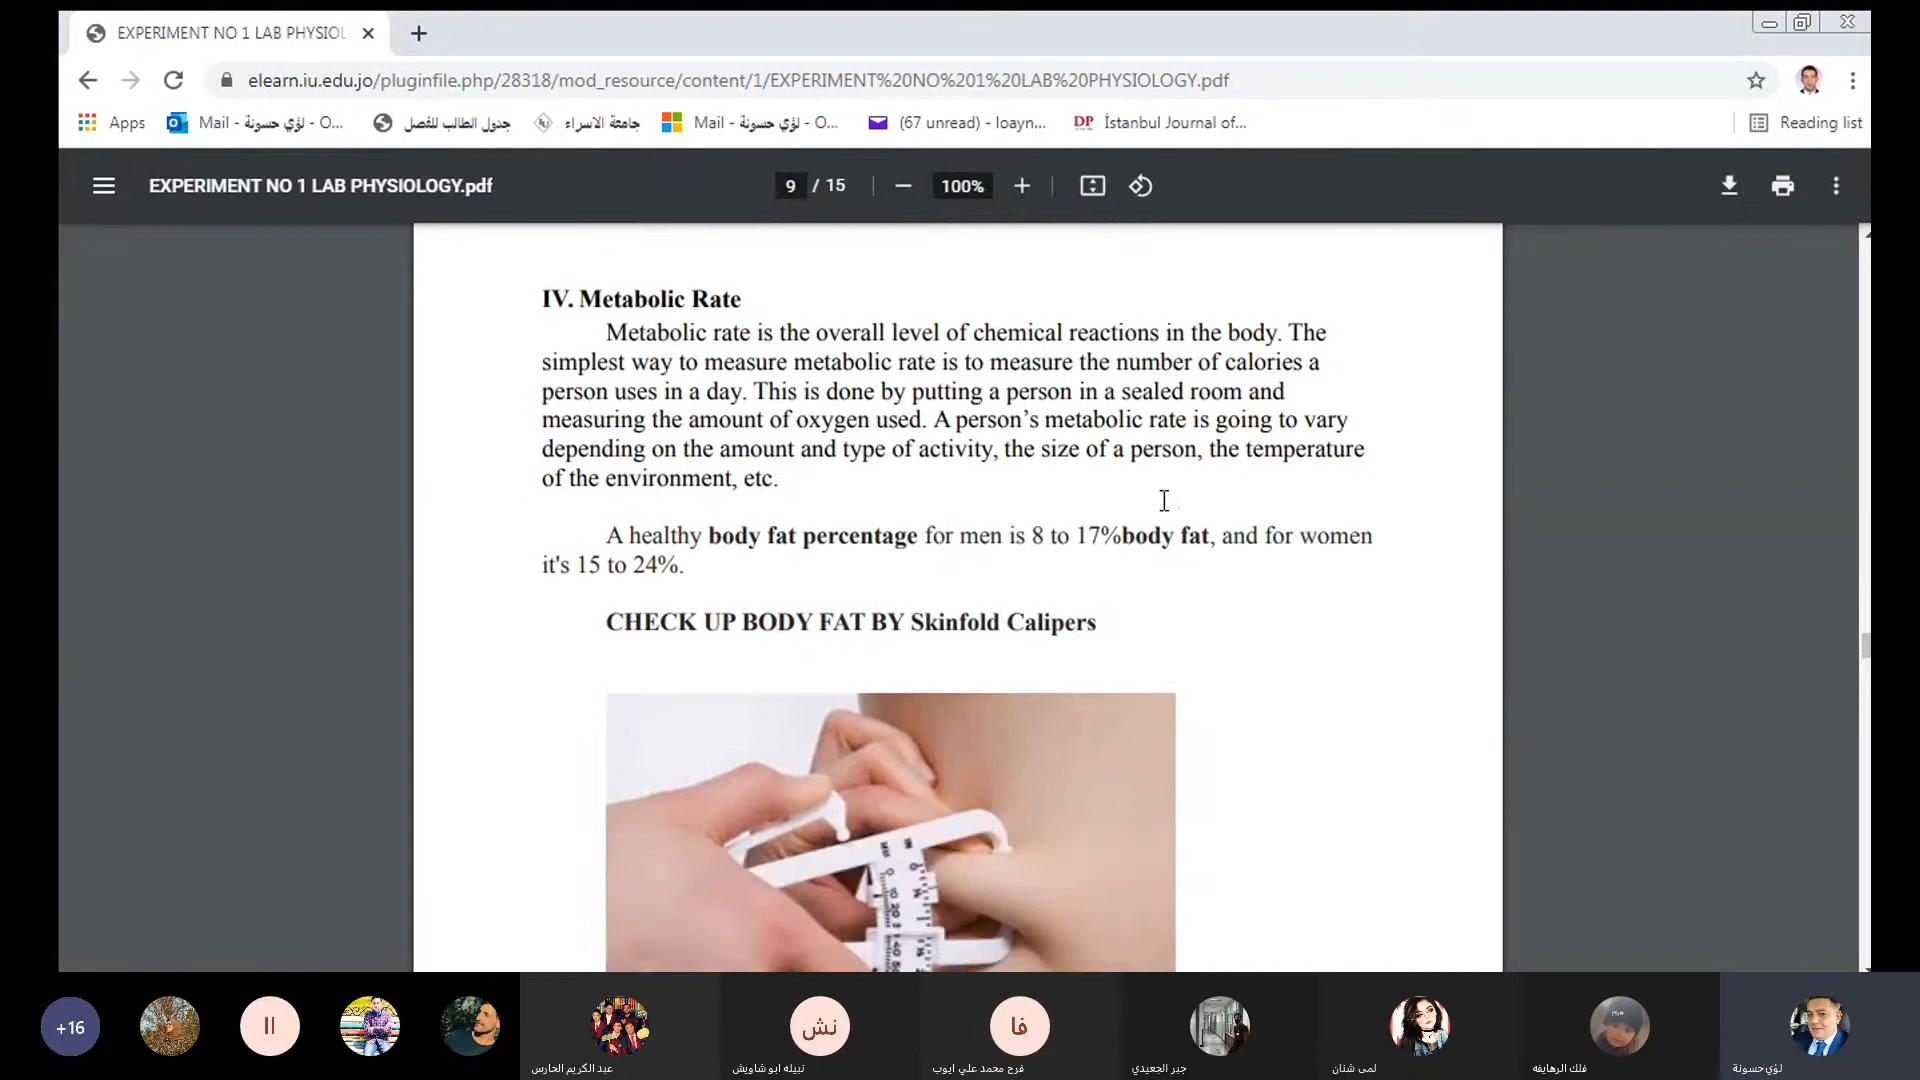 EXPERIMENT NO 1 LAB PHYSIOL
elearn.iu.edu.jo/pluginfile.php/28318/mod_resource/content/1/EXPERIMENT%20NO%201%20LAB%20PHYSIOLOGY.pdf
Apps
Mail - لؤي حسونة - O...
جدول الطالب للفصل
جامعة الاسراء
Mail - لؤي حسونة - O...
(67 unread) - loayn...
DP İstanbul Journal of...
Reading list
EXPERIMENT NO 1 LAB PHYSIOLOGY.pdf
9 / 15
100%
IV. Metabolic Rate
Metabolic rate is the overall level of chemical reactions in the body. The
simplest way to measure metabolic rate is to measure the number of calories a
person uses in a day. This is done by putting a person in a sealed room and
measuring the amount of oxygen used. A person’s metabolic rate is going to vary
depending on the amount and type of activity, the size of a person, the temperature
of the environment, etc.
A healthy body fat percentage for men is 8 to 17%body fat, and for women
it's 15 to 24%.
CHECK UP BODY FAT BY Skinfold Calipers
+16
اا
نش
فا
عبد الكريم الحارس
نبيله ابو شاويش
فرح محمد علي ايوب
جبر الجعيدي
لمى شنان
فلك الرهايفه
لؤي حسونة